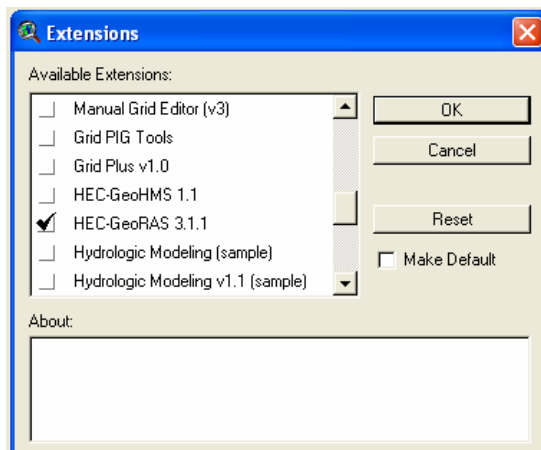 Extensions
Available Extensions:
Manual Grid Editor (v3)
Grid PIG Tools
Grid Plus v1.0
HEC-GeoHMS 1.1
HEC-GeoRAS 3.1.1
Hydrologic Modeling (sample)
Hydrologic Modeling v1.1 (sample)
OK
Cancel
Reset
Make Default
About: